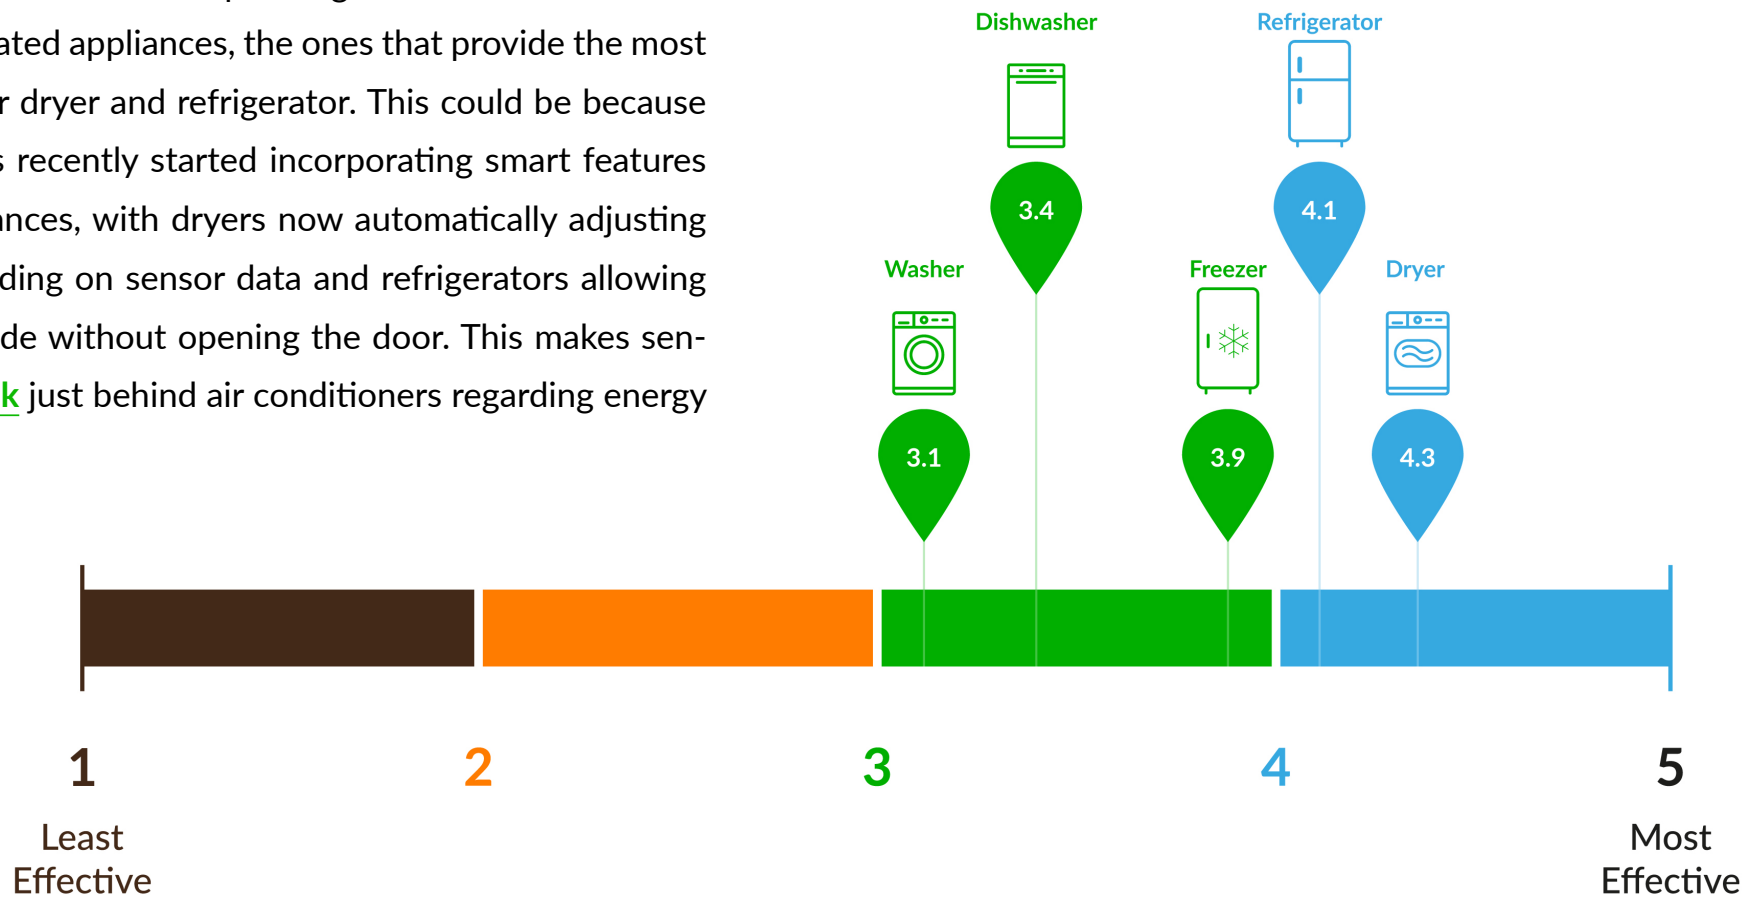 ated appliances, the ones that provide the most
r dryer and refrigerator. This could be because
s recently started incorporating smart features
ances, with dryers now automatically adjusting
ding on sensor data and refrigerators allowing
de without opening the door. This makes sen-
k just behind air conditioners regarding energy
Dishwasher
Refrigerator
3.4
4.1
Washer
Freezer
Dryer
3.1
3.9
4.3
1
2
3
4
5
Least
Effective
Most
Effective